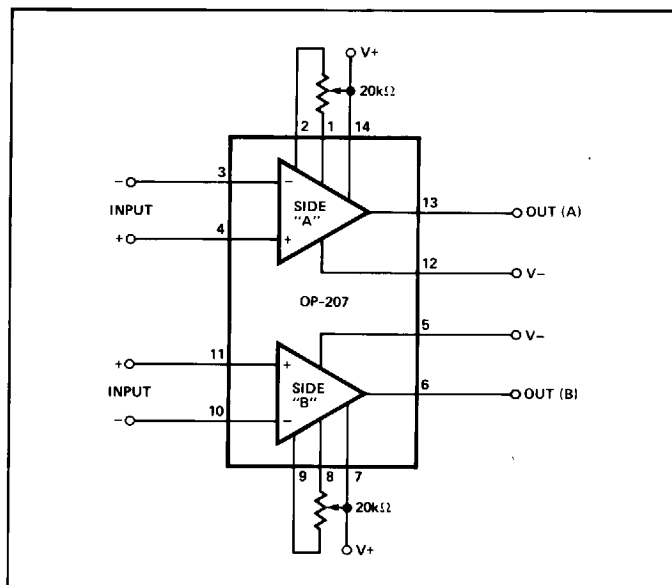 V+
20kΩ
2 1 14
− 3 −
INPUT SIDE "A" 13 OUT (A)
+ 4 +
12 V−
OP-207
5 V−
+ 11 +
INPUT SIDE "B" 6 OUT (B)
− 10 −
9 8 7
20kΩ
V+